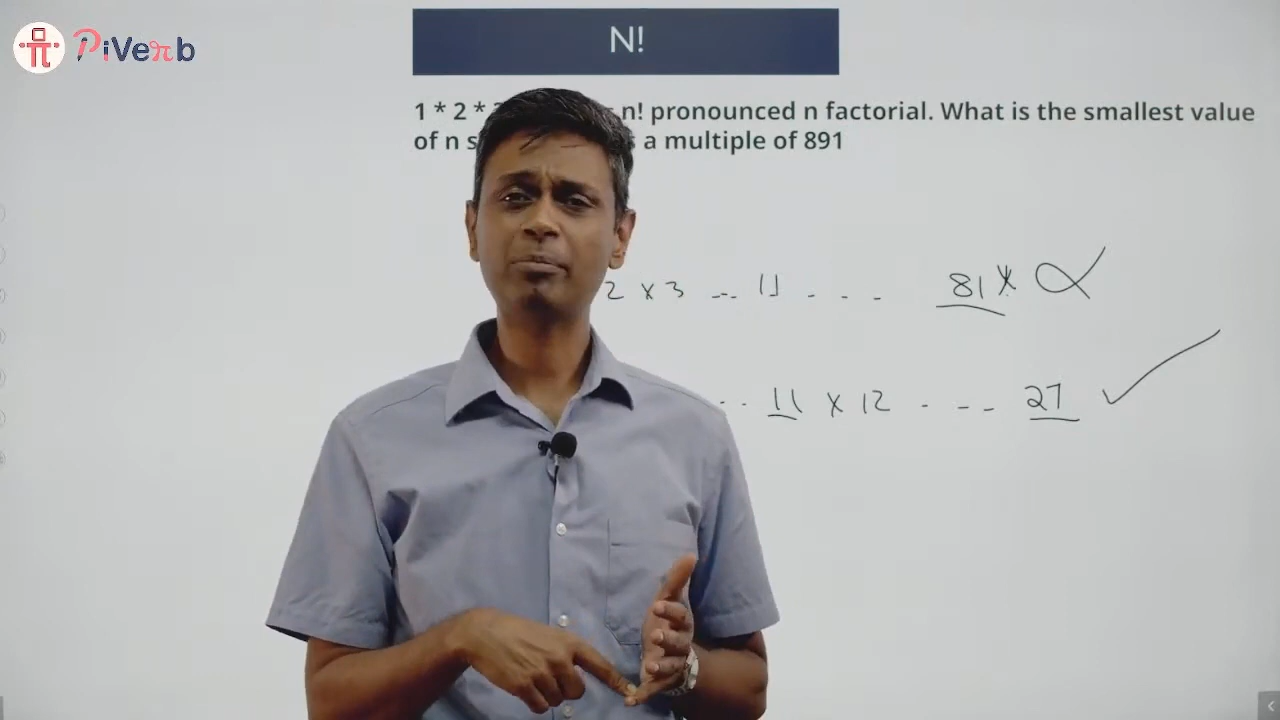 PiVerb
N!
1 * 2 * n! pronounced n factorial. What is the smallest value
of n a multiple of 891
2 x 3 -- 11 - - - 81 *
- - 11 x 12 - - - 27 ✓